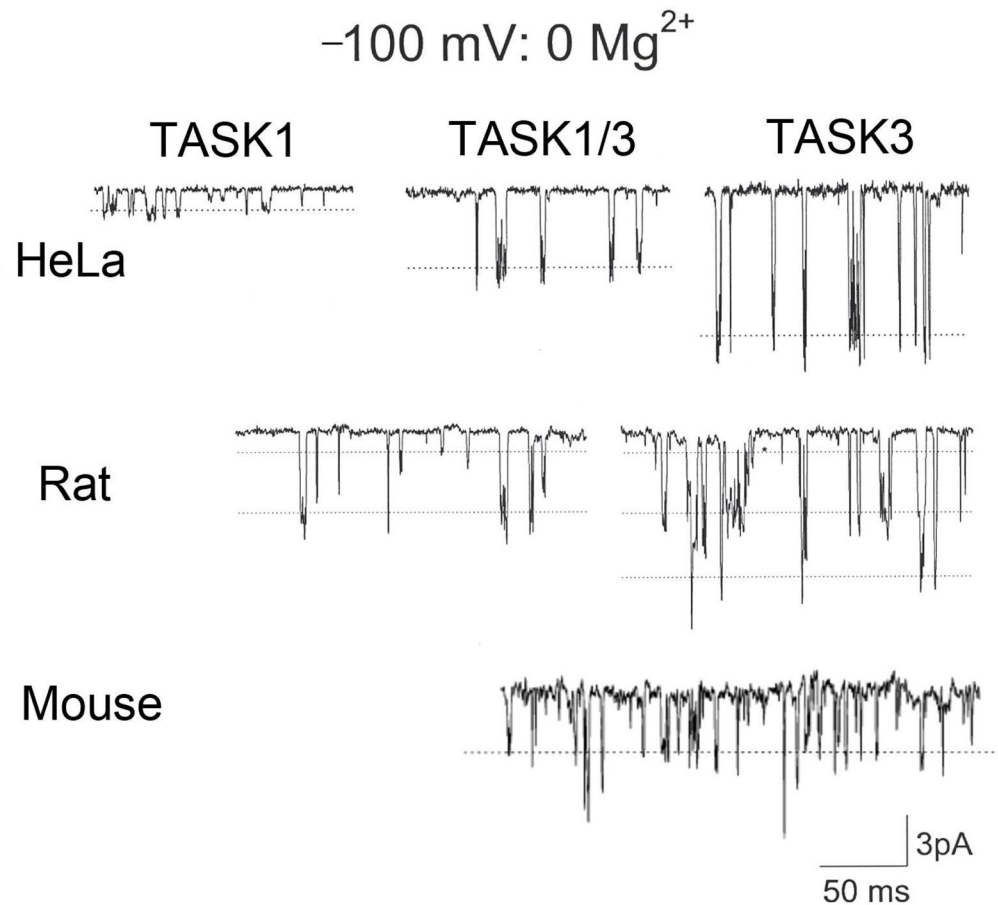 −100 mV: 0 Mg²⁺
TASK1 TASK1/3 TASK3
HeLa
Rat
*
Mouse
3pA
50 ms